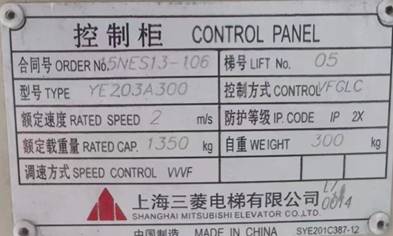 控制柜 CONTROL PANEL
合同号 ORDER No. 5NES13-106 梯号 LIFT No. 05
型号 TYPE YE203A300 控制方式 CONTROL VFGLC
额定速度 RATED SPEED 2 m/s 防护等级 IP. CODE IP 2X
额定载重量 RATED CAP. 1350 kg 自重 WEIGHT 300 kg
调速方式 SPEED CONTROL VVVF
上海三菱电梯有限公司
SHANGHAI MITSUBISHI ELEVATOR CO.,LTD. 0014
中国制造 MADE IN CHINA SYE201C387-12